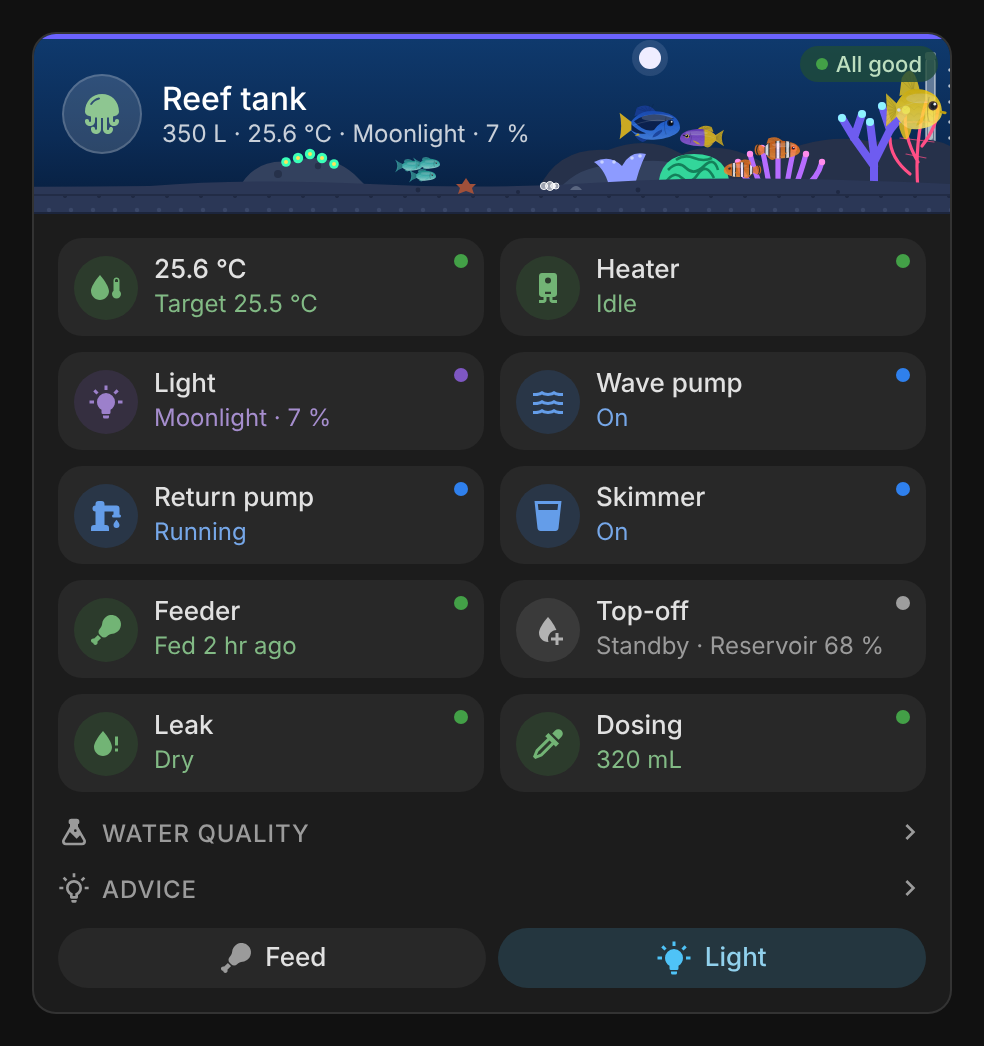 All good
Reef tank
350 L · 25.6 °C · Moonlight · 7 %
25.6 °C
Target 25.5 °C
Heater
Idle
Light
Moonlight · 7 %
Wave pump
On
Return pump
Running
Skimmer
On
Feeder
Fed 2 hr ago
Top-off
Standby · Reservoir 68 %
Leak
Dry
Dosing
320 mL
WATER QUALITY
ADVICE
Feed
Light